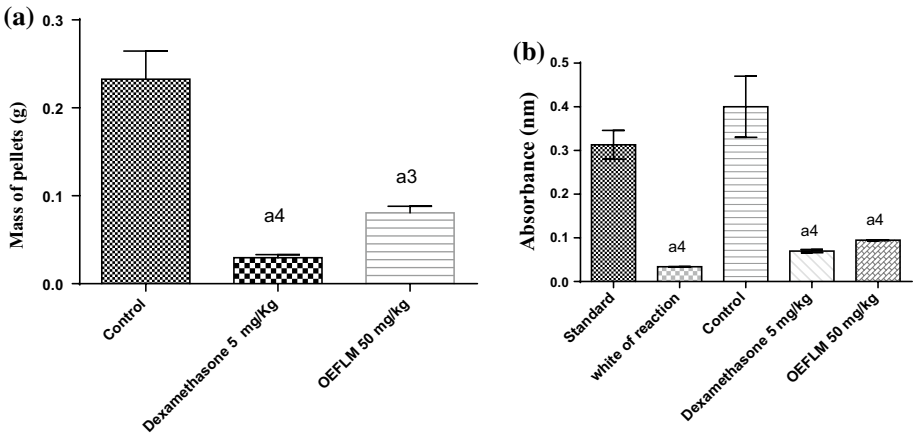 (a)
Mass of pellets (g)
0.3
0.2
0.1
0.0
a4
a3
Control
Dexamethasone 5 mg/Kg
OEFLM 50 mg/kg
(b)
Absorbance (nm)
0.5
0.4
0.3
0.2
0.1
0.0
a4
a4
a4
Standard
white of reaction
Control
Dexamethasone 5 mg/kg
OEFLM 50 mg/kg